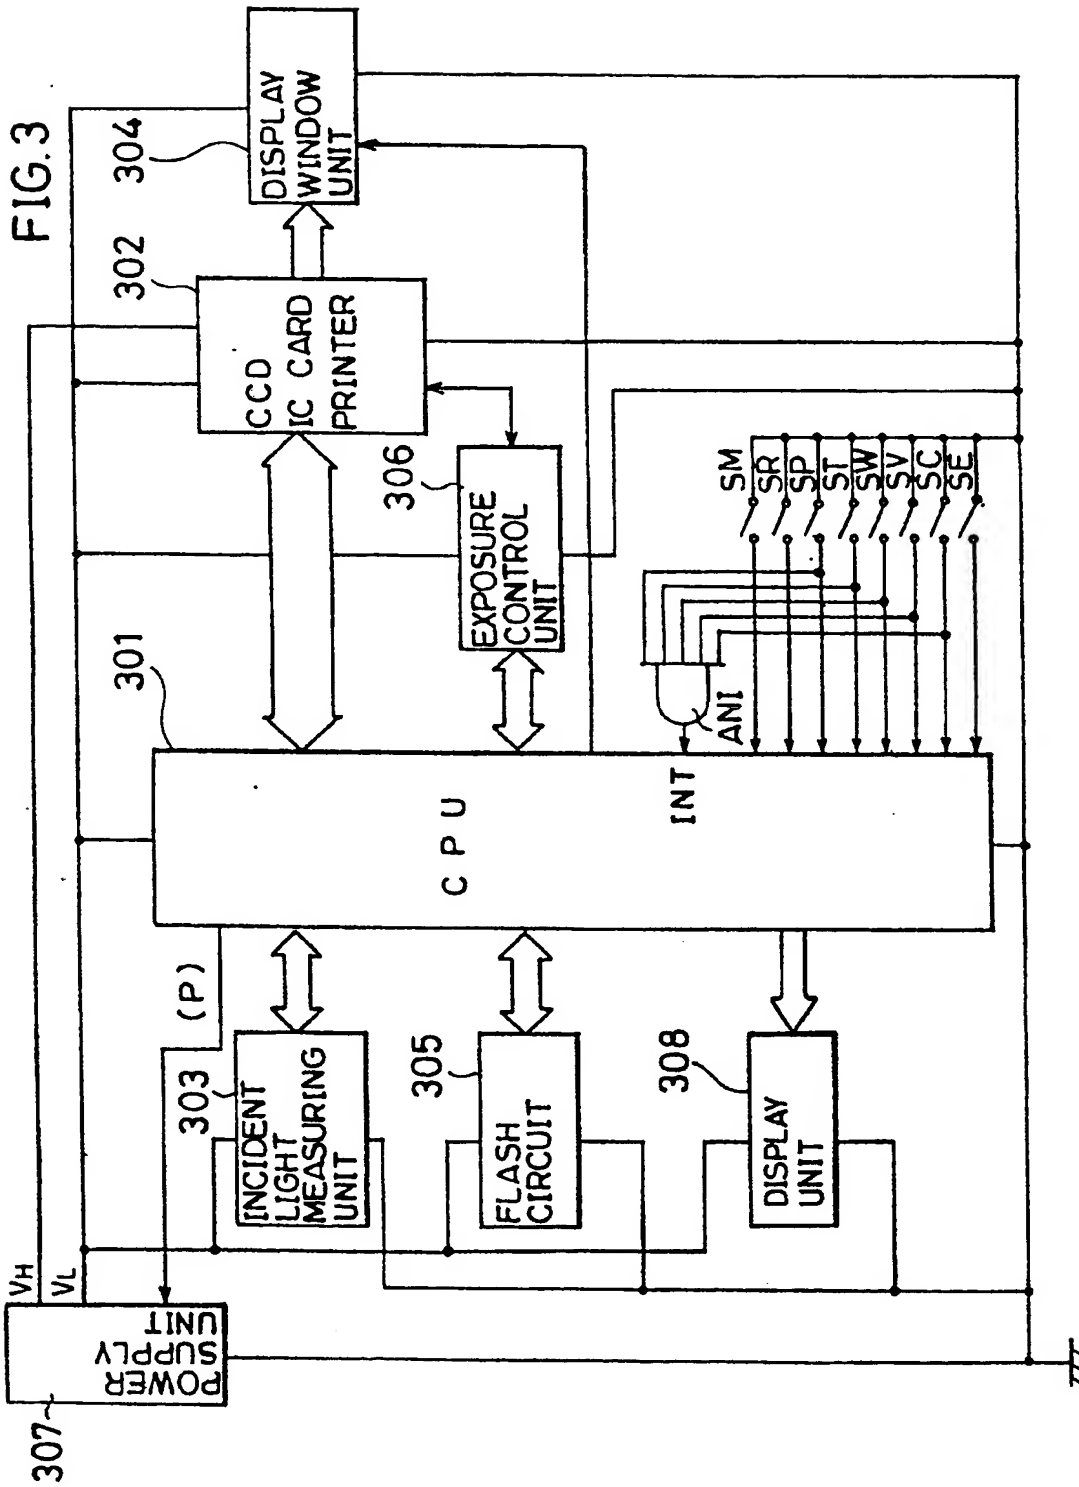 FIG. 3
307
POWER
SUPPLY
UNIT
VH
VL
(P)
303
INCIDENT
LIGHT
MEASURING
UNIT
305
FLASH
CIRCUIT
308
DISPLAY
UNIT
301
CPU
INT
302
CCD
IC CARD
PRINTER
304
DISPLAY
WINDOW
UNIT
306
EXPOSURE
CONTROL
UNIT
ANI
SM
SR
SP
ST
SW
SV
SC
SE